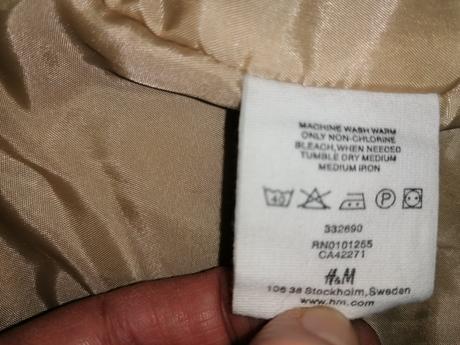 MACHINE WASH WARM
ONLY NON-CHLORINE
BLEACH, WHEN NEEDED
TUMBLE DRY MEDIUM
MEDIUM IRON
40 P
332690
RN0101255
CA42271
H&M
106 38 Stockholm, Sweden
www.hm.com